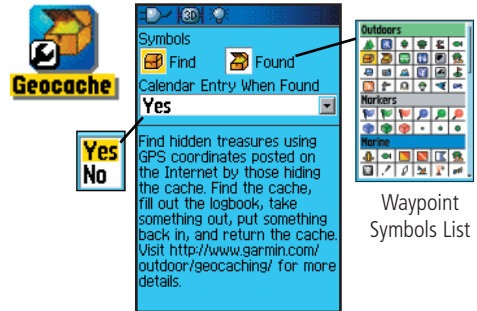 Geocache
3D
Symbols
Find Found
Calendar Entry When Found
Yes
Yes
No
Find hidden treasures using
GPS coordinates posted on
the Internet by those hiding
the cache. Find the cache,
fill out the logbook, take
something out, put something
back in, and return the cache.
Visit http://www.garmin.com/
outdoor/geocaching/ for more
details.
Outdoors
Markers
Marine
Waypoint
Symbols List